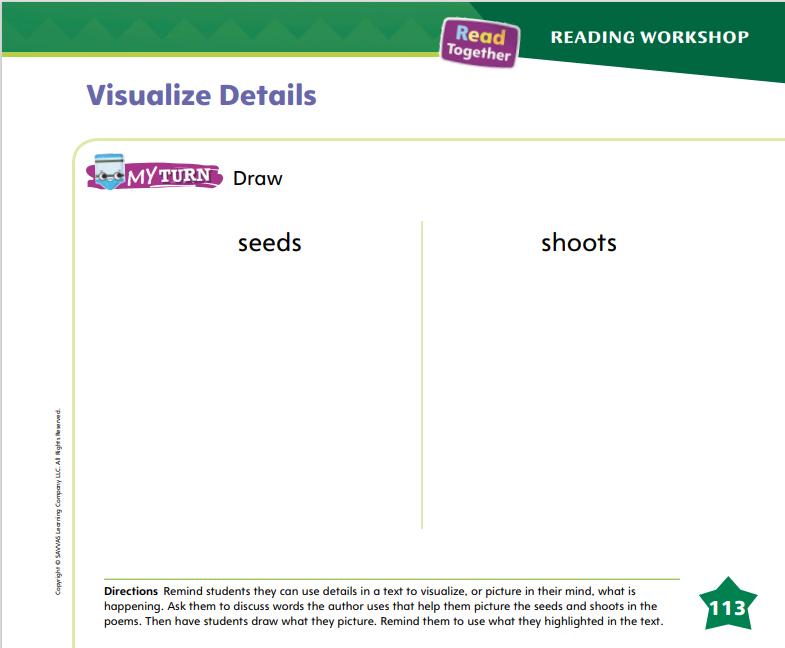 Read
Together
READING WORKSHOP
Visualize Details
MY TURN Draw
seeds
shoots
Copyright © SAVVAS Learning Company LLC. All Rights Reserved.
Directions Remind students they can use details in a text to visualize, or picture in their mind, what is
happening. Ask them to discuss words the author uses that help them picture the seeds and shoots in the
poems. Then have students draw what they picture. Remind them to use what they highlighted in the text.
113